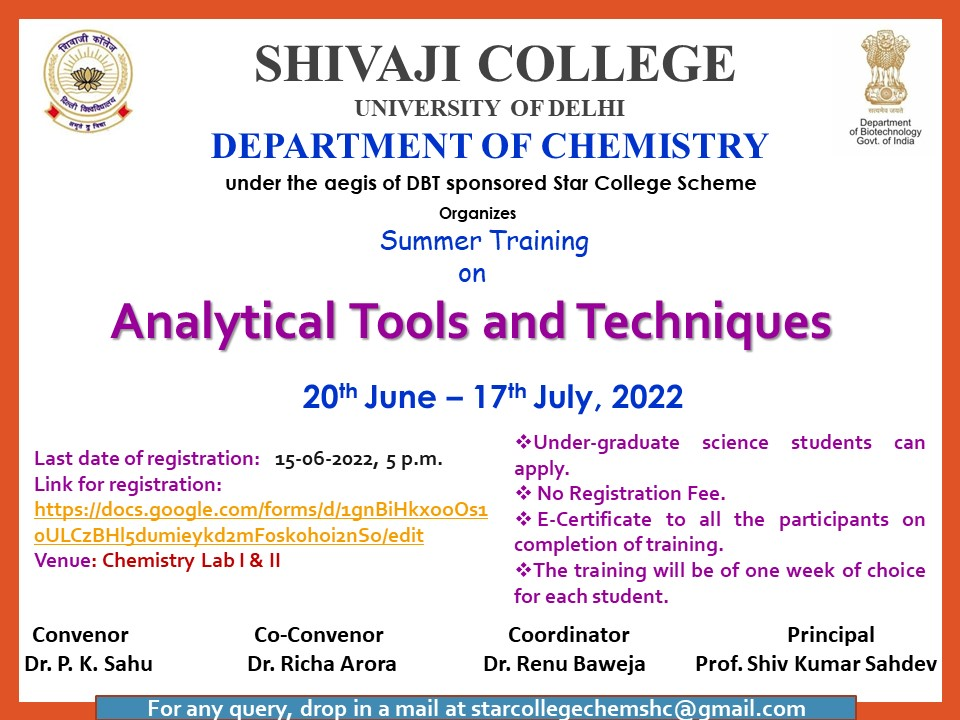 शिवाजी कॉलेज
दिल्ली विश्वविद्यालय
अमृतं तु विद्या
SHIVAJI COLLEGE
UNIVERSITY OF DELHI
DEPARTMENT OF CHEMISTRY
under the aegis of DBT sponsored Star College Scheme
सत्यमेव जयते
Department
of Biotechnology
Govt. of India
Organizes
Summer Training
on
Analytical Tools and Techniques
20th June – 17th July, 2022
Last date of registration: 15-06-2022, 5 p.m.
Link for registration:
https://docs.google.com/forms/d/1gnBiHkxooOs1
0ULCzBHl5dumieykd2mFosk0hoi2nSo/edit
Venue: Chemistry Lab I & II
❖Under-graduate science students can
apply.
❖ No Registration Fee.
❖ E-Certificate to all the participants on
completion of training.
❖The training will be of one week of choice
for each student.
Convenor Co-Convenor Coordinator Principal
Dr. P. K. Sahu Dr. Richa Arora Dr. Renu Baweja Prof. Shiv Kumar Sahdev
For any query, drop in a mail at starcollegechemshc@gmail.com